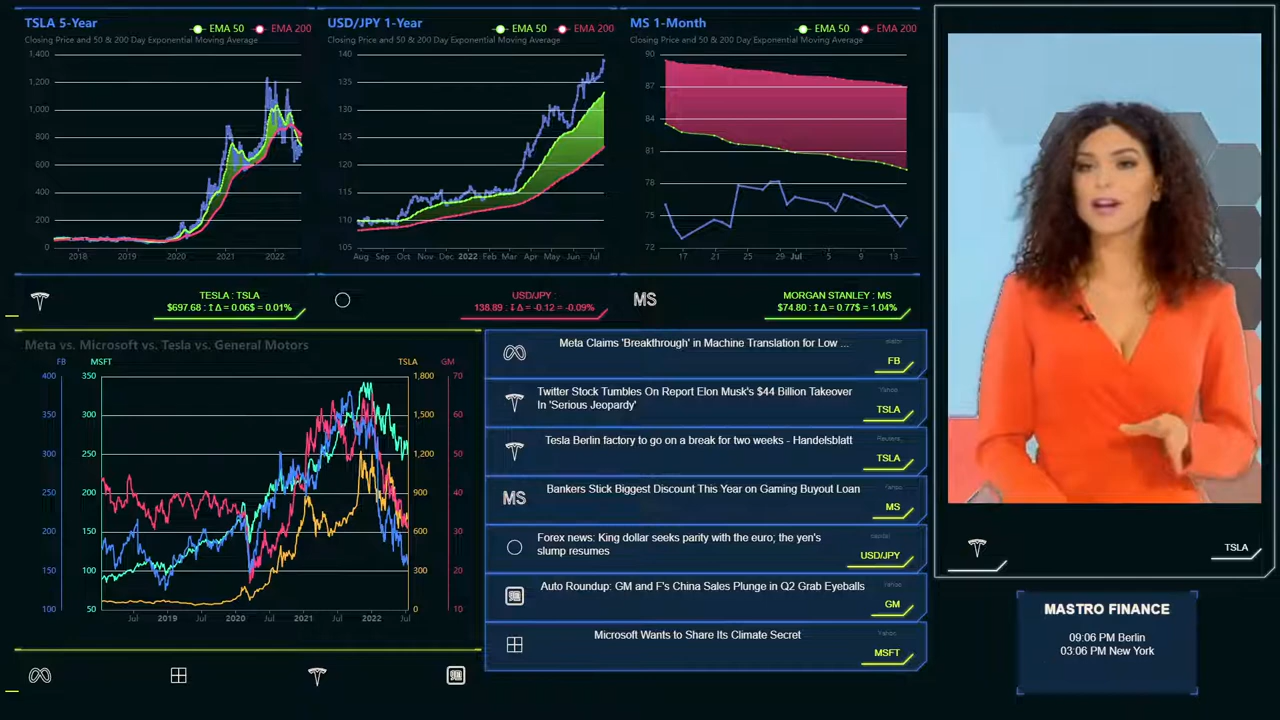 TSLA 5-Year
EMA 50 EMA 200
Closing Price and 50 & 200 Day Exponential Moving Average
1,400
1,200
1,000
800
600
400
200
0
2018 2019 2020 2021 2022
USD/JPY 1-Year
EMA 50 EMA 200
Closing Price and 50 & 200 Day Exponential Moving Average
140
135
130
125
120
115
110
105
Aug Sep Oct Nov Dec 2022 Feb Mar Apr May Jun Jul
MS 1-Month
EMA 50 EMA 200
Closing Price and 50 & 200 Day Exponential Moving Average
90
87
84
81
78
75
72
17 21 25 29 Jul 5 9 13
TESLA : TSLA
$697.68 : ↥ Δ = 0.06$ = 0.01%
USD/JPY :
138.89 : ↧ Δ = -0.12 = -0.09%
MS
MORGAN STANLEY : MS
$74.80 : ↥ Δ = 0.77$ = 1.04%
Meta vs. Microsoft vs. Tesla vs. General Motors
FB MSFT TSLA GM
400 350 1,800 70
350 300 1,500 60
300 250 1,200 50
250 200 900 40
200 150 600 30
150 100 300 20
100 50 0 10
Jul 2019 Jul 2020 Jul 2021 Jul 2022 Jul
Meta Claims 'Breakthrough' in Machine Translation for Low ...
FB
Twitter Stock Tumbles On Report Elon Musk's $44 Billion Takeover
In 'Serious Jeopardy'
Yahoo
TSLA
Tesla Berlin factory to go on a break for two weeks - Handelsblatt
Reuters
TSLA
MS
Bankers Stick Biggest Discount This Year on Gaming Buyout Loan
Yahoo
MS
Forex news: King dollar seeks parity with the euro; the yen's
slump resumes
capital
USD/JPY
Auto Roundup: GM and F's China Sales Plunge in Q2 Grab Eyeballs
Yahoo
GM
Microsoft Wants to Share Its Climate Secret
Yahoo
MSFT
TSLA
MASTRO FINANCE
09:06 PM Berlin
03:06 PM New York